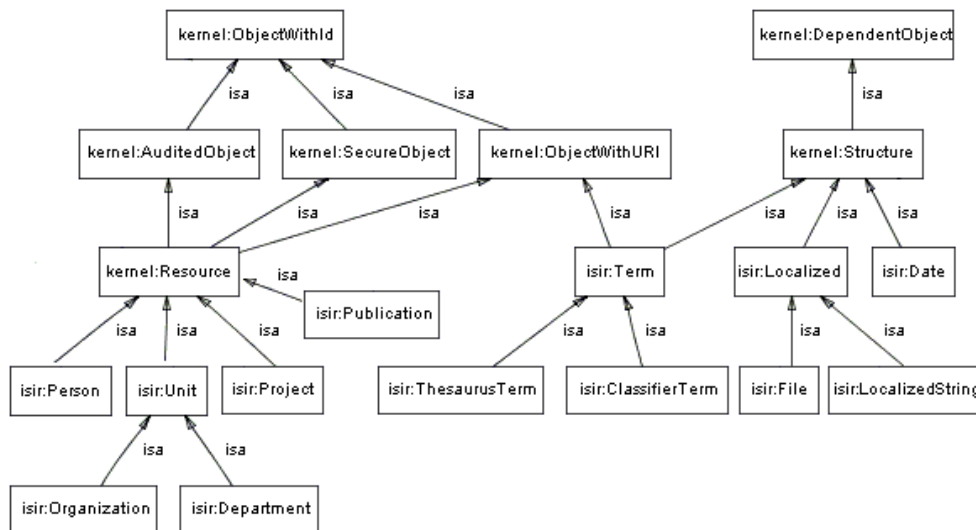 kernel:ObjectWithId
kernel:DependentObject
isa
isa
isa
isa
kernel:AuditedObject
kernel:SecureObject
kernel:ObjectWithURI
kernel:Structure
isa
isa
isa
isa
isa
isa
isa
kernel:Resource
isa
isir:Term
isir:Localized
isir:Date
isir:Publication
isa
isa
isa
isa
isa
isa
isa
isir:Person
isir:Unit
isir:Project
isir:ThesaurusTerm
isir:ClassifierTerm
isir:File
isir:LocalizedString
isa
isa
isir:Organization
isir:Department